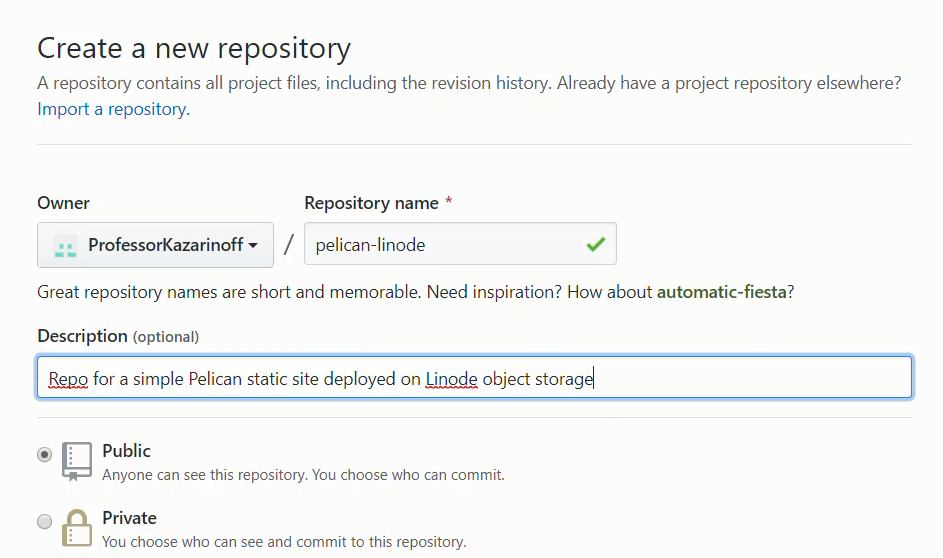 Create a new repository
A repository contains all project files, including the revision history. Already have a project repository elsewhere?
Import a repository.
Owner
Repository name *
ProfessorKazarinoff
/
pelican-linode
Great repository names are short and memorable. Need inspiration? How about automatic-fiesta?
Description (optional)
Repo for a simple Pelican static site deployed on Linode object storage
Public
Anyone can see this repository. You choose who can commit.
Private
You choose who can see and commit to this repository.